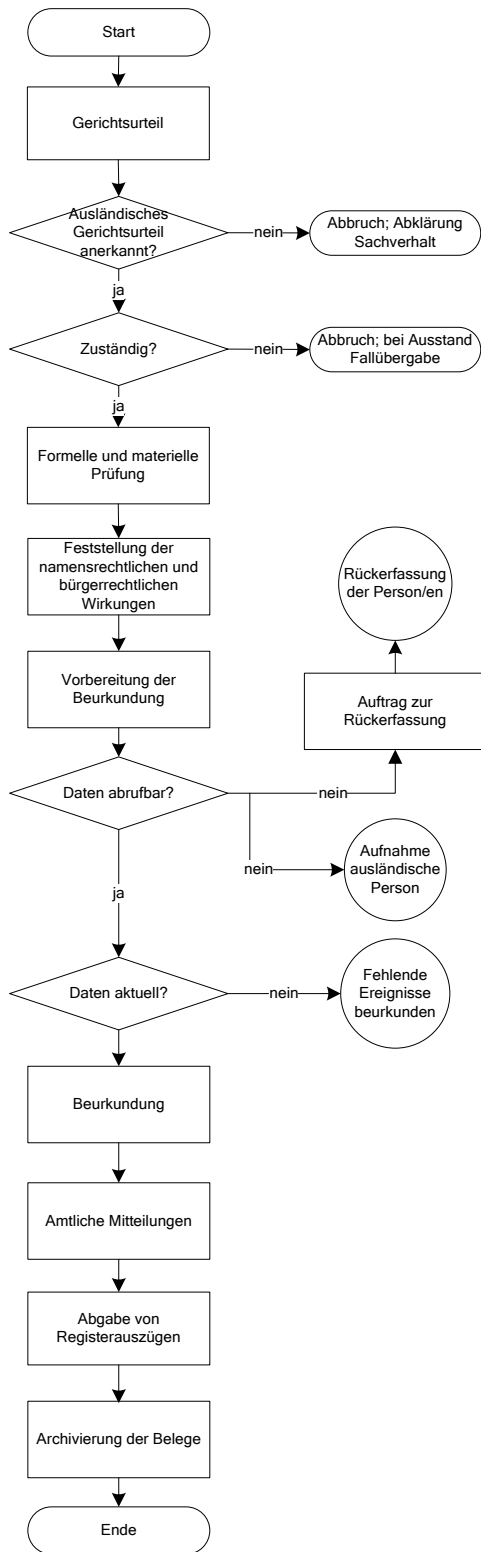 Start
Gerichtsurteil
Ausländisches
Gerichtsurteil
anerkannt?
nein
Abbruch; Abklärung
Sachverhalt
ja
Zuständig?
nein
Abbruch; bei Ausstand
Fallübergabe
ja
Formelle und materielle
Prüfung
Feststellung der
namensrechtlichen und
bürgerrechtlichen
Wirkungen
Rückerfassung
der Person/en
Vorbereitung der
Beurkundung
Auftrag zur
Rückerfassung
Daten abrufbar?
nein
nein
Aufnahme
ausländische
Person
ja
Daten aktuell?
nein
Fehlende
Ereignisse
beurkunden
Beurkundung
Amtliche Mitteilungen
Abgabe von
Registerauszügen
Archivierung der Belege
Ende